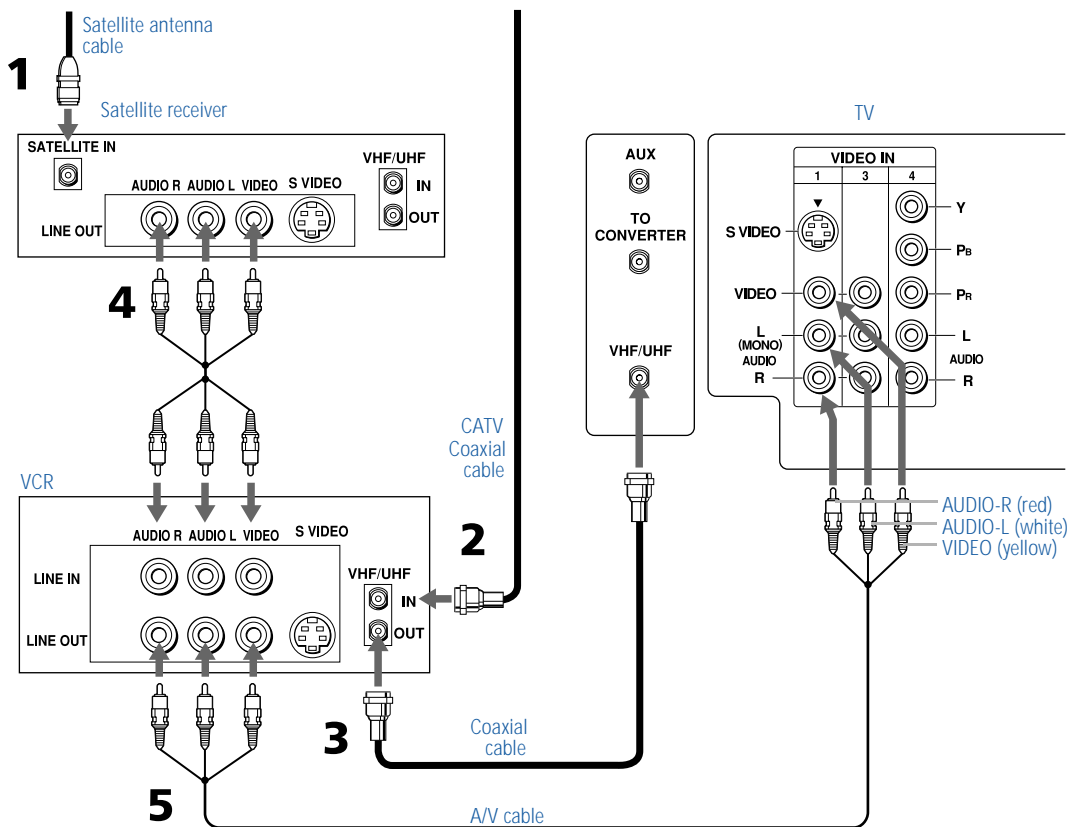 Satellite antenna
cable
1
Satellite receiver
SATELLITE IN
VHF/UHF
AUDIO R AUDIO L VIDEO S VIDEO
IN
OUT
LINE OUT
4
CATV
Coaxial
cable
VCR
AUDIO R AUDIO L VIDEO S VIDEO
2
LINE IN
VHF/UHF
IN
OUT
LINE OUT
3
Coaxial
cable
5
A/V cable
AUX
TO
CONVERTER
VHF/UHF
TV
VIDEO IN
1 3 4
Y
S VIDEO
PB
VIDEO
PR
L
(MONO)
AUDIO
R
L
AUDIO
R
AUDIO-R (red)
AUDIO-L (white)
VIDEO (yellow)